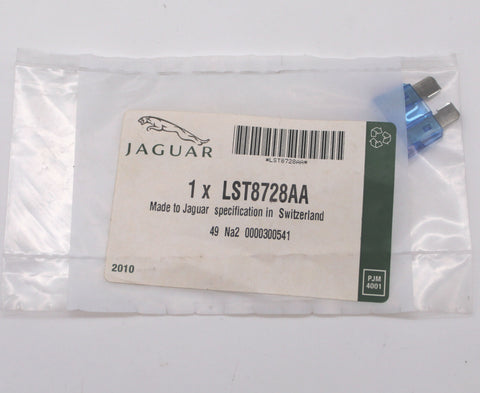 JAGUAR
*LST8728AA*
1 x LST8728AA
Made to Jaguar specification in Switzerland
49 Na2 0000300541
2010
PJM
4001